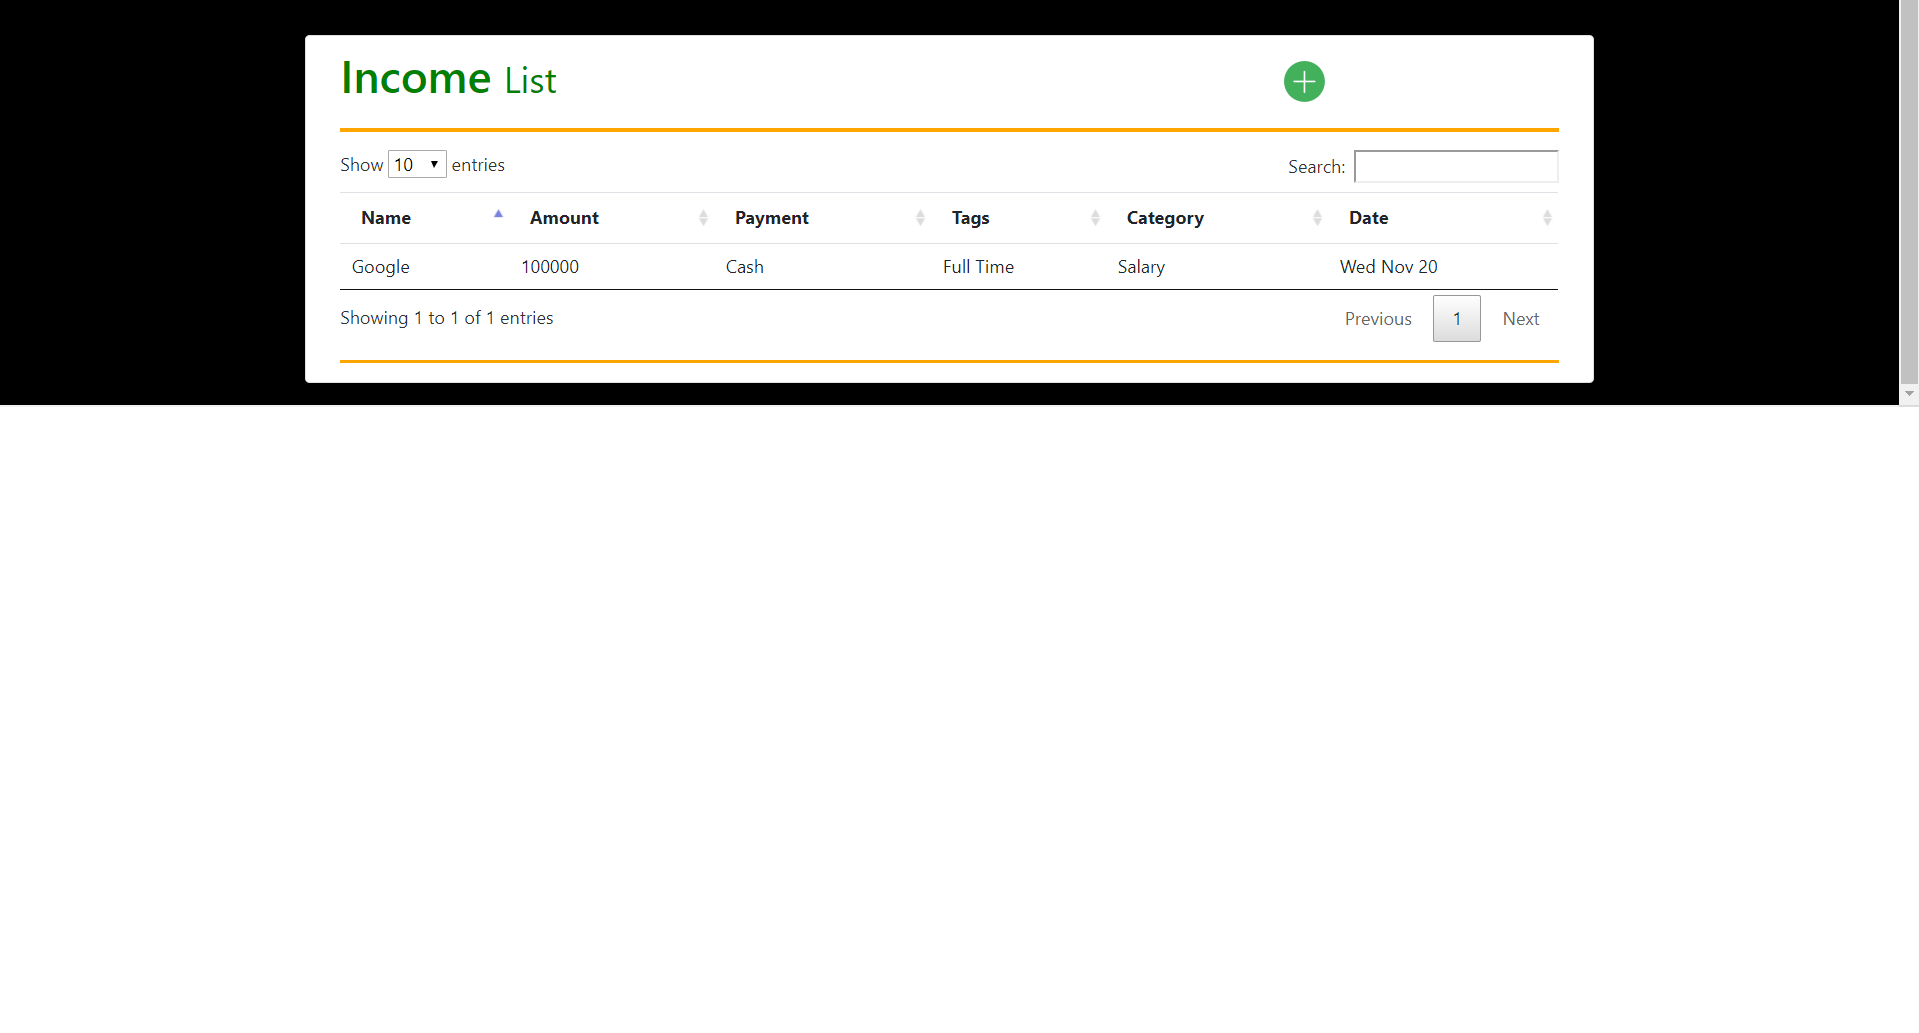 Income List
Show 10 entries Search:
Name Amount Payment Tags Category Date
Google 100000 Cash Full Time Salary Wed Nov 20
Showing 1 to 1 of 1 entries Previous 1 Next